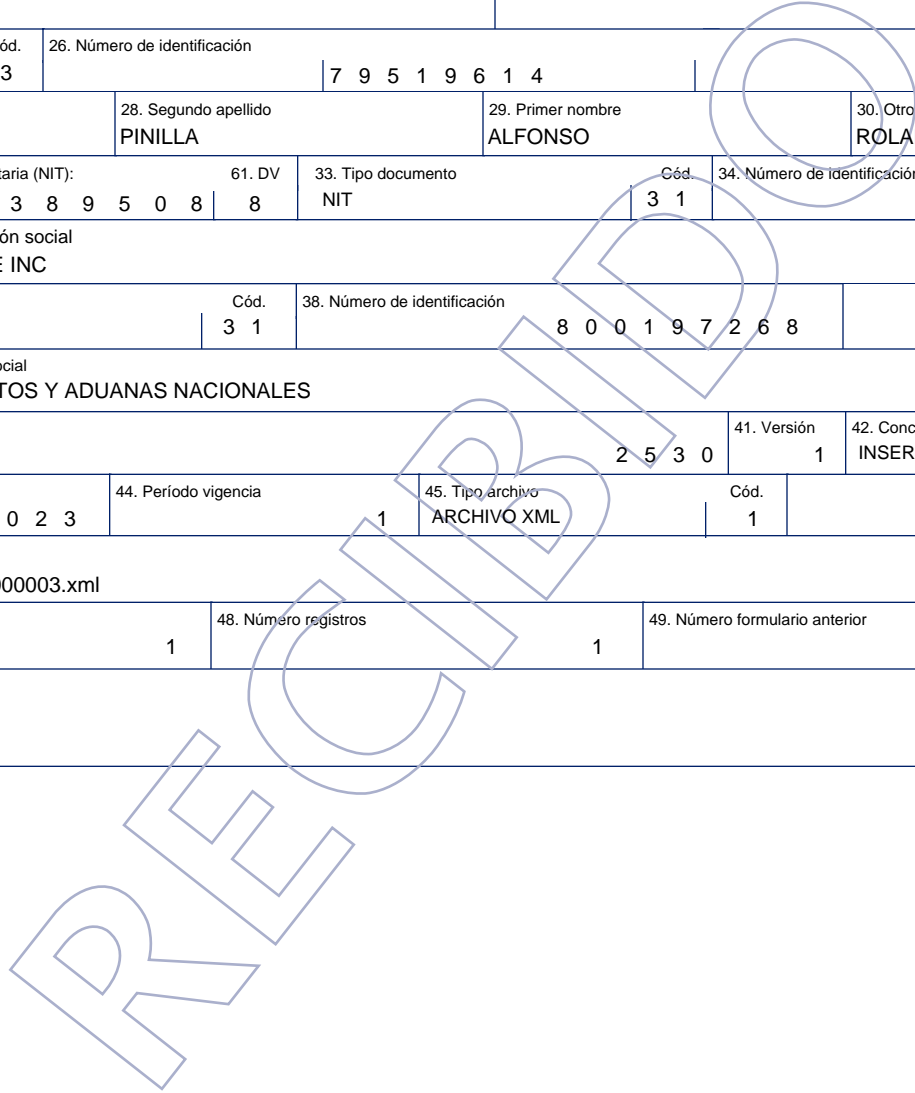 ód. 26. Número de identificación
3 7 9 5 1 9 6 1 4
28. Segundo apellido 29. Primer nombre 30. Otro
PINILLA ALFONSO ROLA
taria (NIT): 61. DV 33. Tipo documento Cód. 34. Número de identificación
3 8 9 5 0 8 8 NIT 3 1
ón social
E INC
Cód. 38. Número de identificación
3 1 8 0 0 1 9 7 2 6 8
ocial
TOS Y ADUANAS NACIONALES
41. Versión 42. Conc
2 5 3 0 1 INSER
44. Período vigencia 45. Tipo archivo Cód.
0 2 3 1 ARCHIVO XML 1
000003.xml
48. Número registros 49. Número formulario anterior
1 1
RECIBIDO